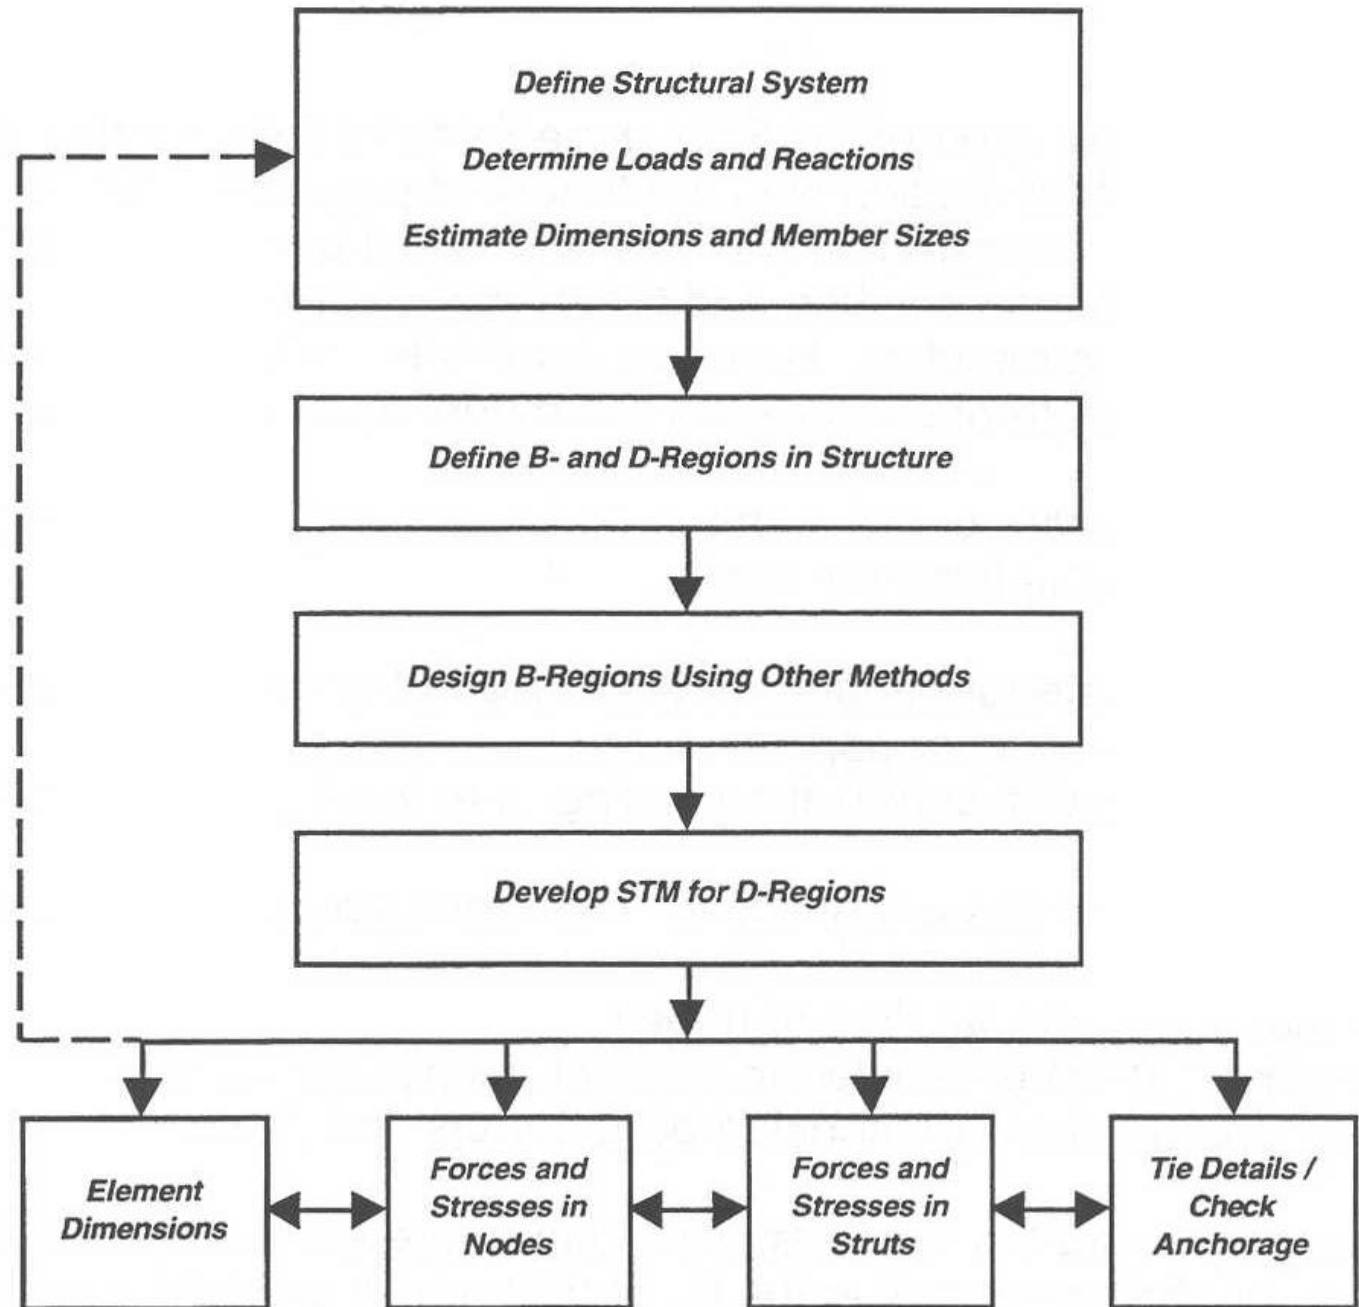 Define Structural System
Determine Loads and Reactions
Estimate Dimensions and Member Sizes
Define B- and D-Regions in Structure
Design B-Regions Using Other Methods
Develop STM for D-Regions
Element
Dimensions
Forces and
Stresses in
Nodes
Forces and
Stresses in
Struts
Tie Details /
Check
Anchorage